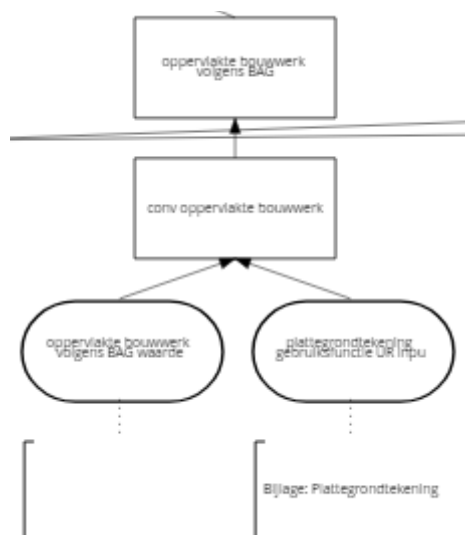 oppervlakte bouwwerk
volgens BAG
conv oppervlakte bouwwerk
oppervlakte bouwwerk
volgens BAG waarde
plattegrondtekening
gebruiksfunctie UR inpu
Bijlage: Plattegrondtekening